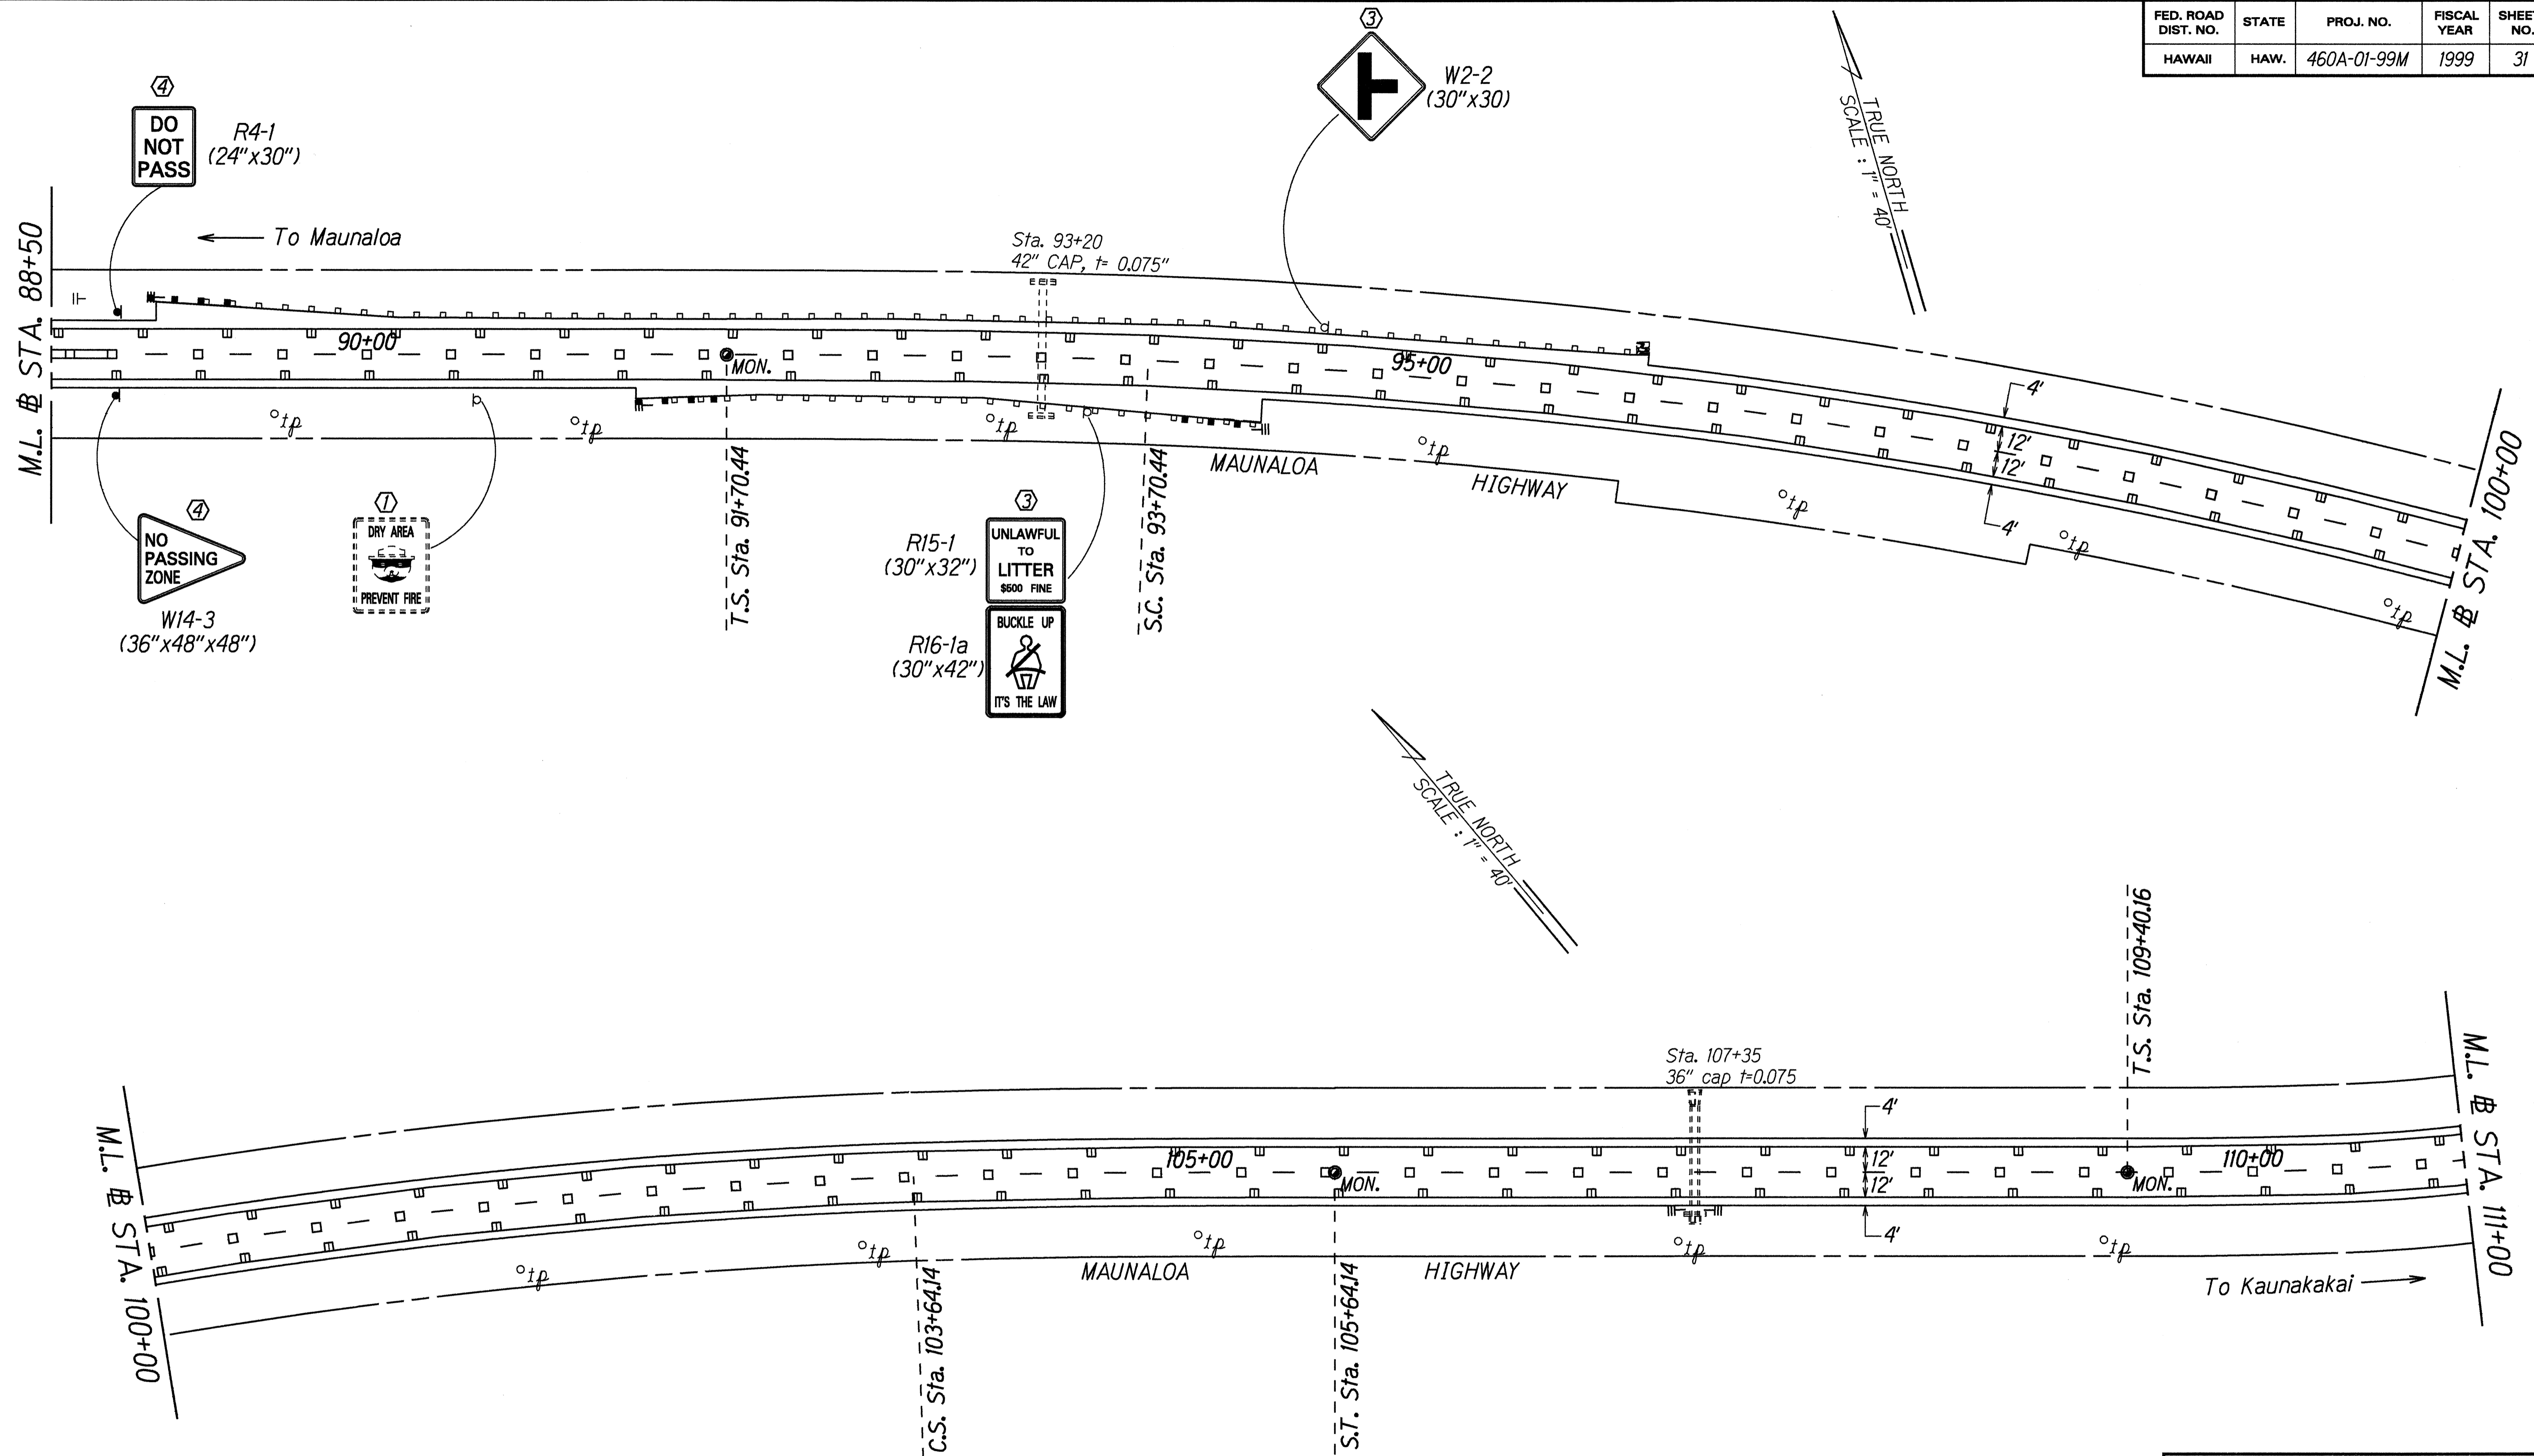 FED. ROAD DIST. NO.
STATE
PROJ. NO.
FISCAL YEAR
SHEET NO.
HAWAII
HAW.
460A-01-99M
1999
31
3
W2-2
(30"x30)
TRUE NORTH
SCALE : 1" = 40'
4
DO
NOT
PASS
R4-1
(24"x30")
To Maunaloa
Sta. 93+20
42" CAP, t= 0.075"
M.L. BL STA. 88+50
90+00
MON.
95+00
4'
12'
12'
4'
tp
tp
tp
tp
tp
tp
tp
MAUNALOA
HIGHWAY
M.L. BL STA. 100+00
T.S. Sta. 91+70.44
S.C. Sta. 93+70.44
4
NO
PASSING
ZONE
W14-3
(36"x48"x48")
1
DRY AREA
PREVENT FIRE
3
R15-1
(30"x32")
UNLAWFUL
TO
LITTER
$500 FINE
R16-1a
(30"x42")
BUCKLE UP
IT'S THE LAW
TRUE NORTH
SCALE : 1" = 40'
T.S. Sta. 109+40.16
Sta. 107+35
36" cap t=0.075
M.L. BL STA. 100+00
105+00
MON.
4'
12'
12'
4'
110+00
MON.
M.L. BL STA. 111+00
tp
tp
tp
tp
tp
MAUNALOA
HIGHWAY
To Kaunakakai
C.S. Sta. 103+64.14
S.T. Sta. 105+64.14